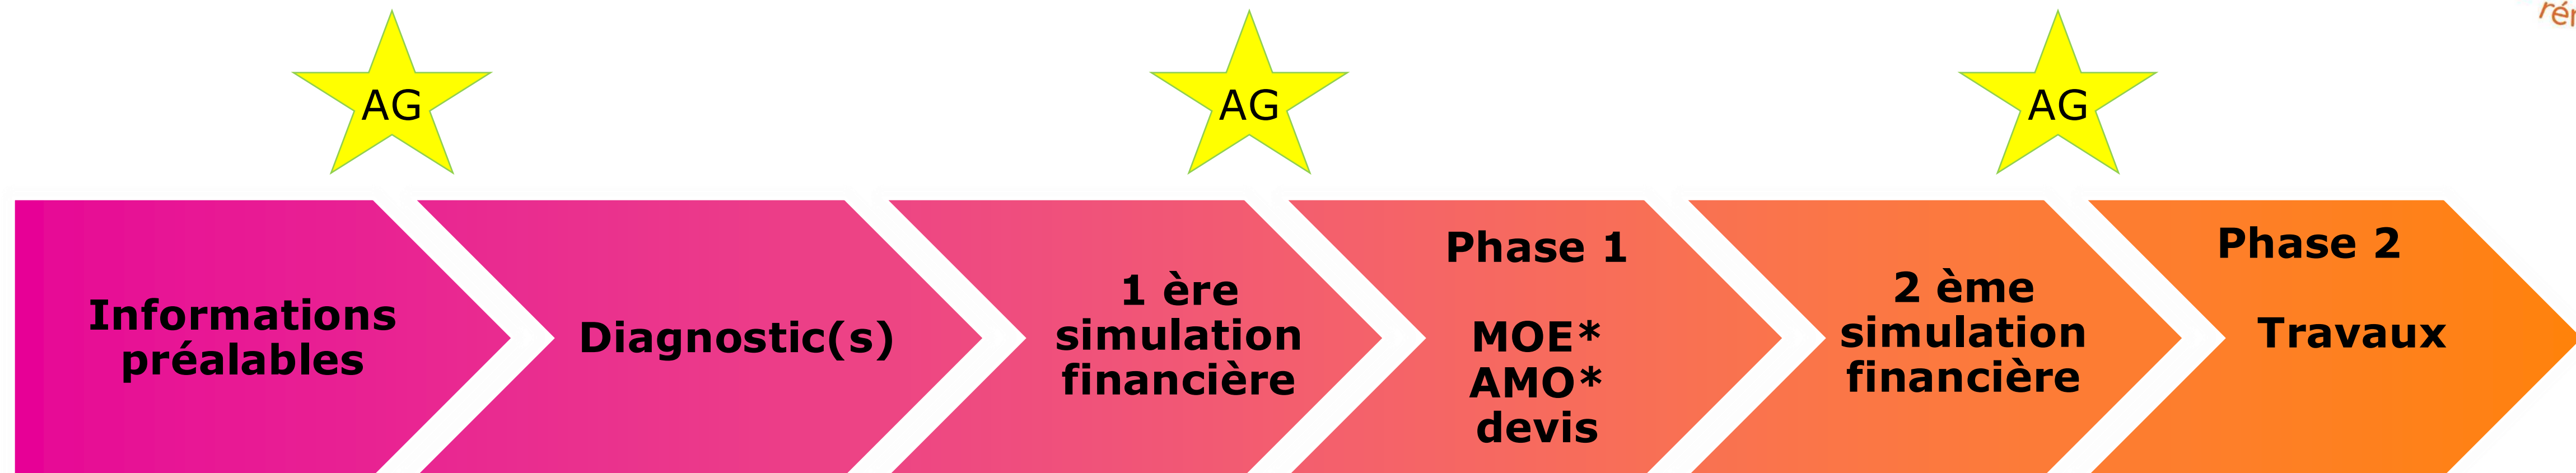 AG
AG
AG
Informations
préalables
Diagnostic(s)
1 ère
simulation
financière
Phase 1
MOE*
AMO*
devis
2 ème
simulation
financière
Phase 2
Travaux